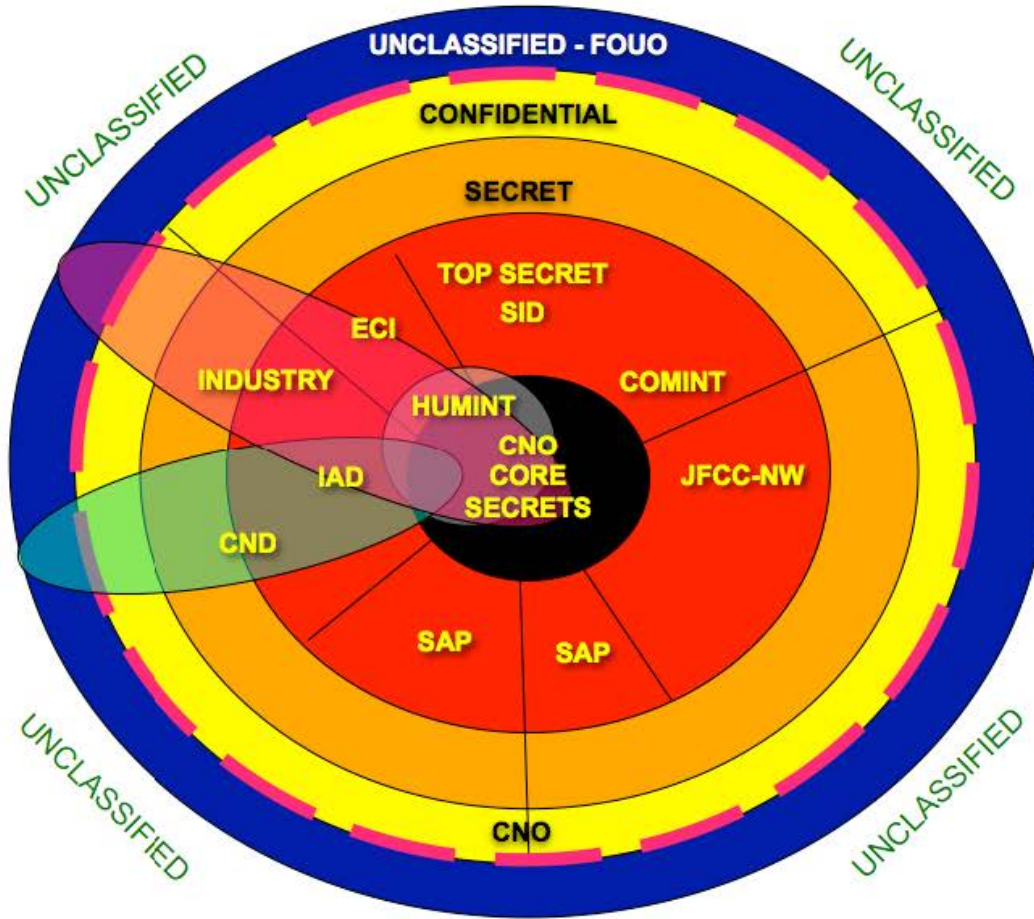 UNCLASSIFIED - FOUO
UNCLASSIFIED
UNCLASSIFIED
CONFIDENTIAL
SECRET
TOP SECRET
SID
ECI
INDUSTRY
COMINT
HUMINT
CNO
CORE
SECRETS
IAD
JFCC-NW
CND
SAP
SAP
CNO
UNCLASSIFIED
UNCLASSIFIED